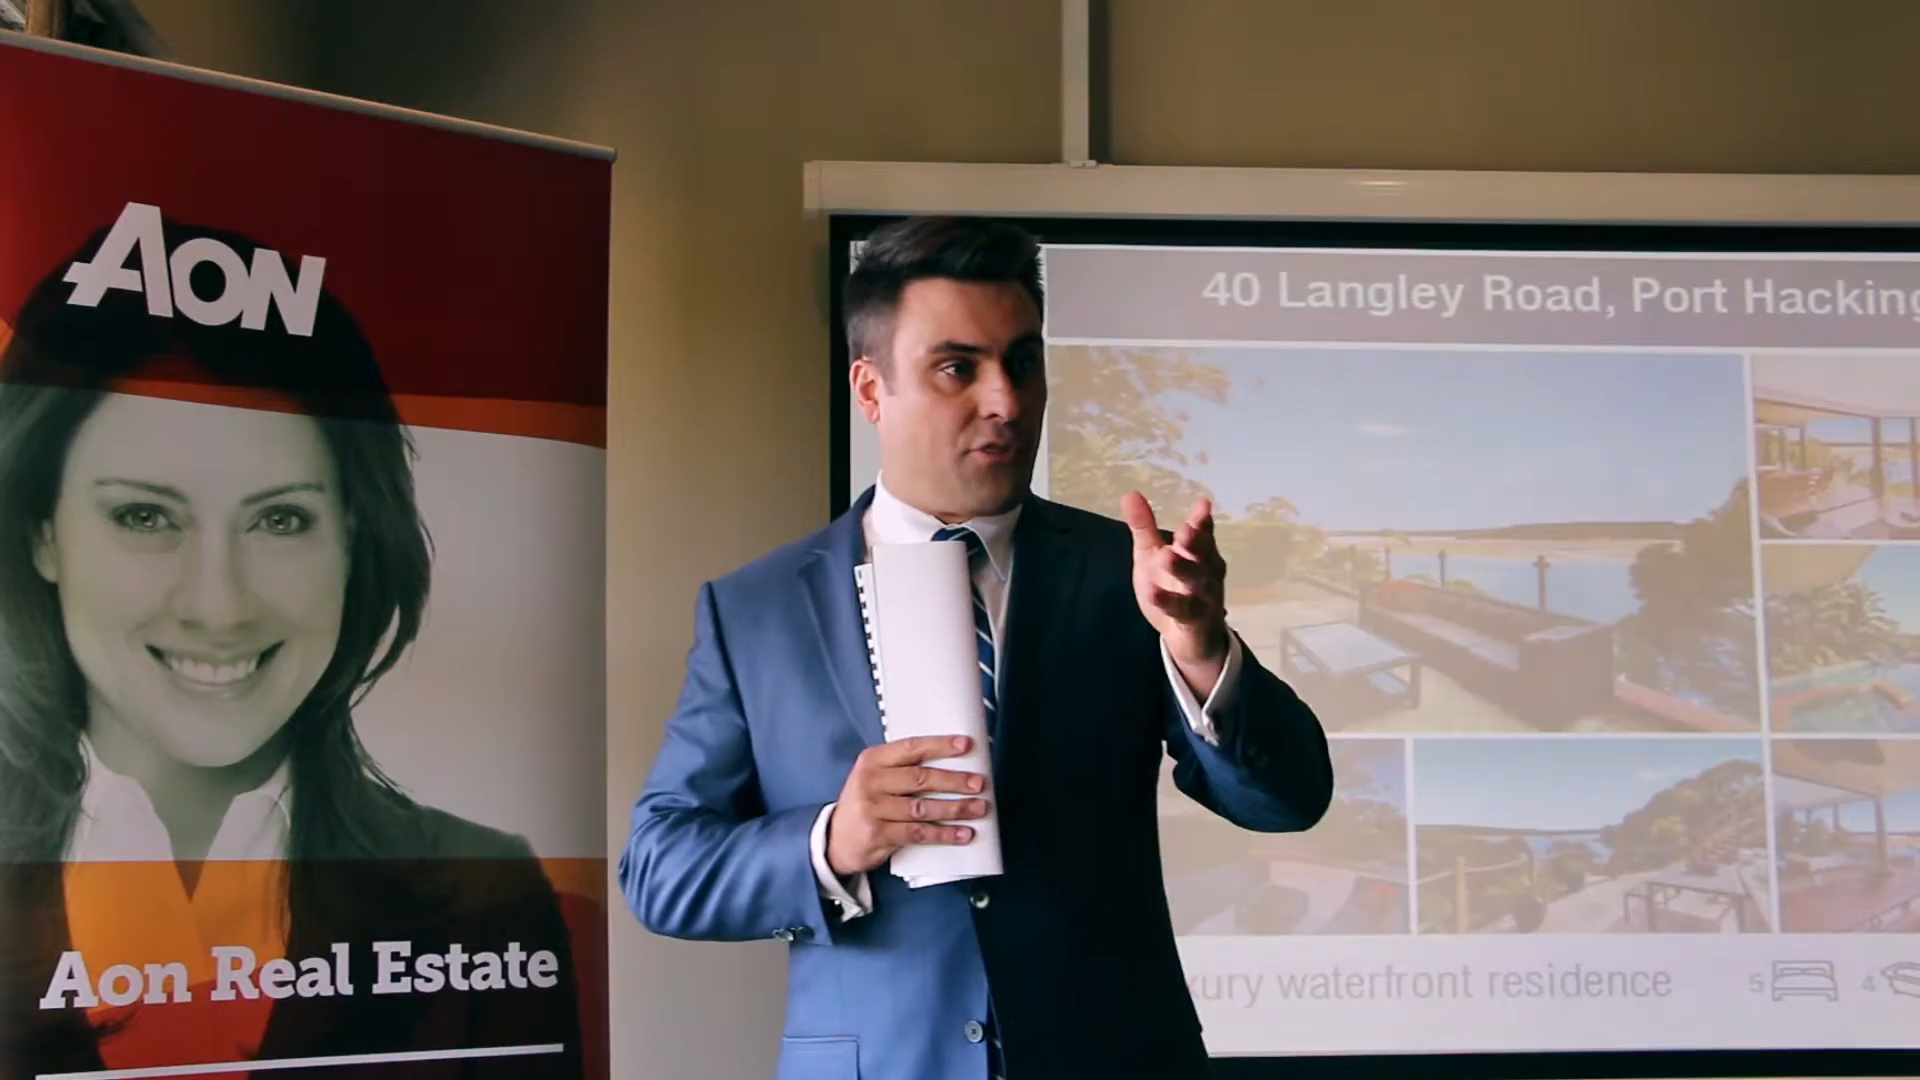 AON
Aon Real Estate
40 Langley Road, Port Hacking
xury waterfront residence
5
4